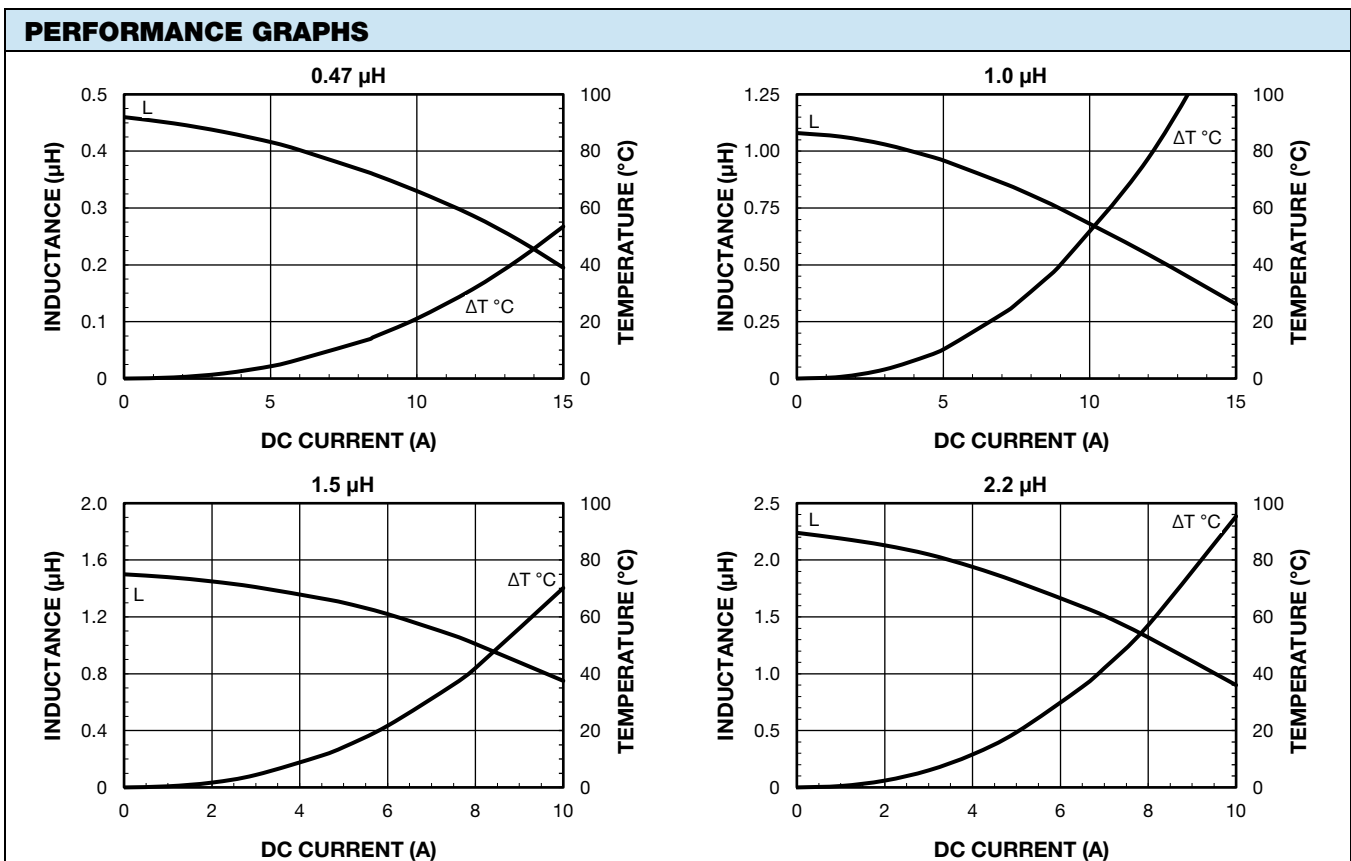 PERFORMANCE GRAPHS
0.47 µH
0.5
0.4
0.3
0.2
0.1
0
100
80
60
40
20
0
0 5 10 15
INDUCTANCE (µH)
TEMPERATURE (°C)
L
ΔT °C
DC CURRENT (A)
1.0 µH
1.25
1.00
0.75
0.50
0.25
0
100
80
60
40
20
0
0 5 10 15
INDUCTANCE (µH)
TEMPERATURE (°C)
L
ΔT °C
DC CURRENT (A)
1.5 µH
2.0
1.6
1.2
0.8
0.4
0
100
80
60
40
20
0
0 2 4 6 8 10
INDUCTANCE (µH)
TEMPERATURE (°C)
L
ΔT °C
DC CURRENT (A)
2.2 µH
2.5
2.0
1.5
1.0
0.5
0
100
80
60
40
20
0
0 2 4 6 8 10
INDUCTANCE (µH)
TEMPERATURE (°C)
L
ΔT °C
DC CURRENT (A)